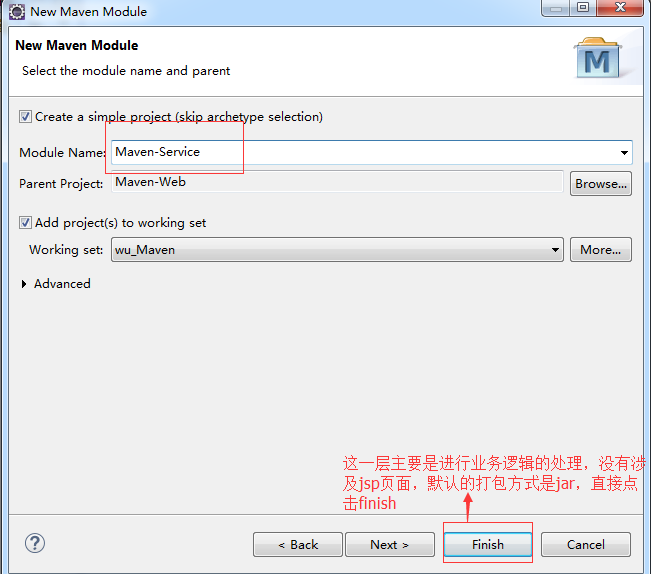 New Maven Module
New Maven Module
Select the module name and parent
M
Create a simple project (skip archetype selection)
Module Name: Maven-Service
Parent Project: Maven-Web Browse...
Add project(s) to working set
Working set: wu_Maven More...
Advanced
这一层主要是进行业务逻辑的处理，没有涉
及jsp页面，默认的打包方式是jar，直接点
击finish
? < Back Next > Finish Cancel